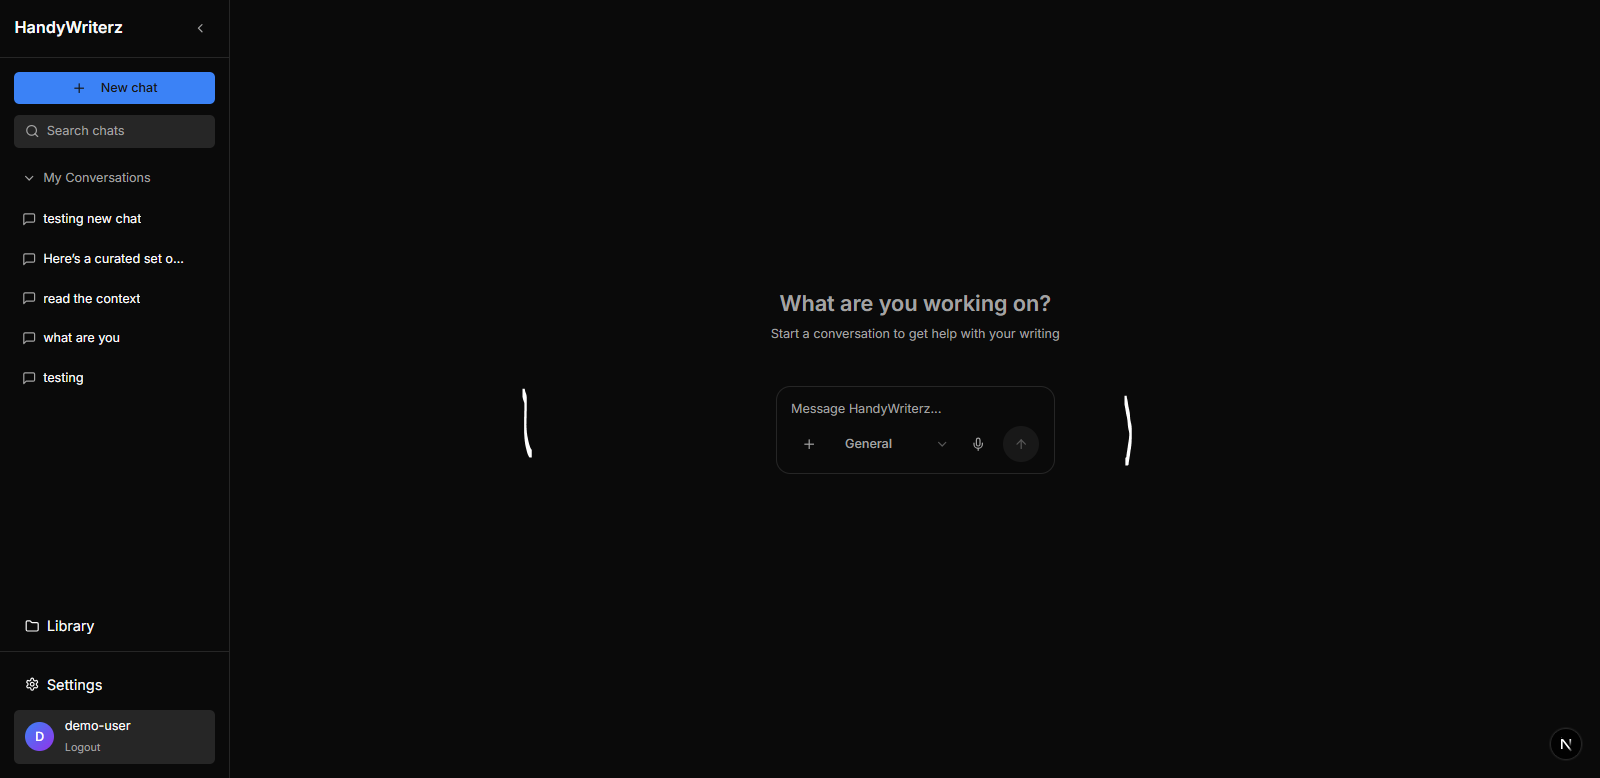 HandyWriterz
New chat
Search chats
My Conversations
testing new chat
Here's a curated set o...
read the context
what are you
testing
Library
Settings
D
demo-user
Logout
What are you working on?
Start a conversation to get help with your writing
Message HandyWriterz...
General
N